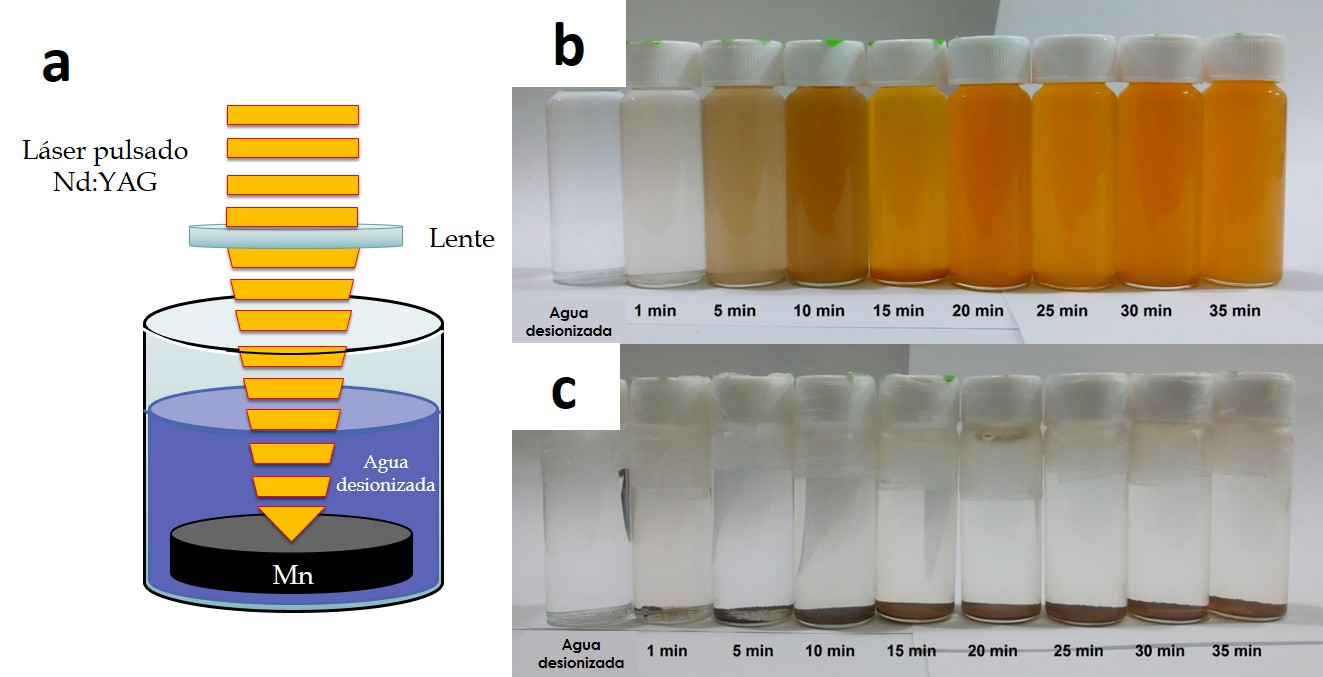 a
Láser pulsado
Nd:YAG
Lente
Agua
desionizada
Mn
b
Agua
desionizada
1 min
5 min
10 min
15 min
20 min
25 min
30 min
35 min
c
Agua
desionizada
1 min
5 min
10 min
15 min
20 min
25 min
30 min
35 min